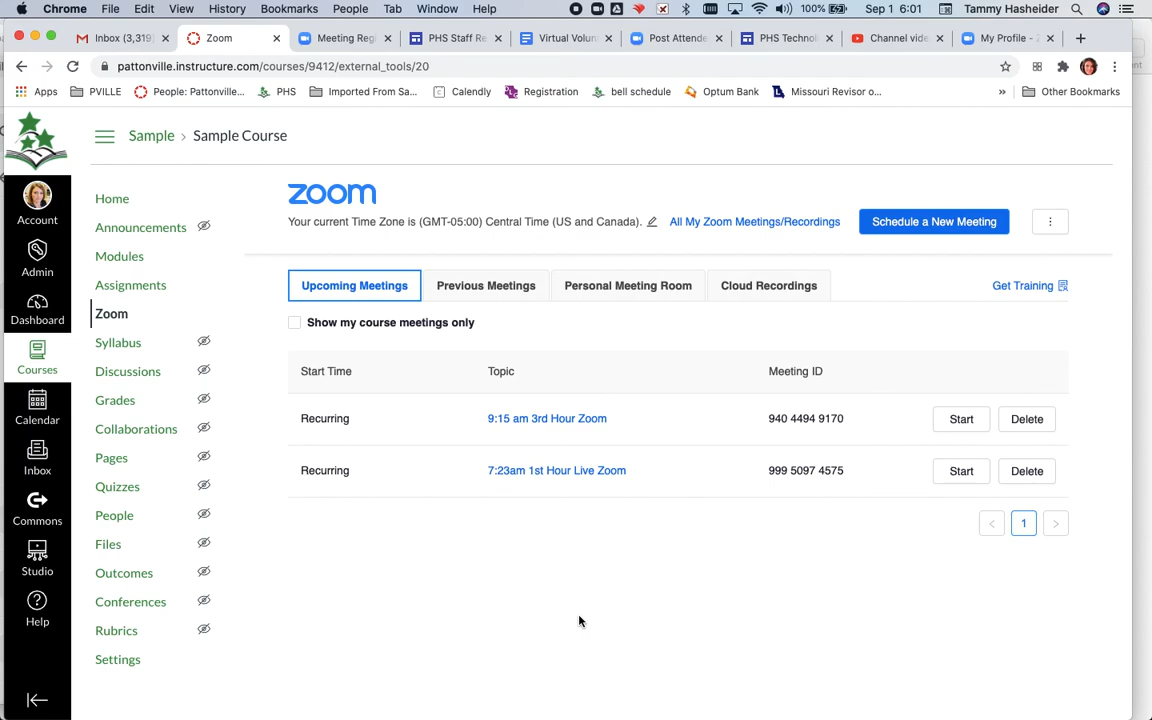 Chrome File Edit View History Bookmarks People Tab Window Help 100% Sep 1 6:01 Tammy Hasheider
Inbox (3,319 Zoom Meeting Reg PHS Staff Re Virtual Volun Post Attende PHS Technol Channel vide My Profile - Z
pattonville.instructure.com/courses/9412/external_tools/20
Apps PVILLE People: Pattonville... PHS Imported From Sa... Calendly Registration bell schedule Optum Bank Missouri Revisor o... » Other Bookmarks
Sample › Sample Course
Account
Admin
Dashboard
Courses
Calendar
Inbox
Commons
Studio
Help
Home
Announcements
Modules
Assignments
Zoom
Syllabus
Discussions
Grades
Collaborations
Pages
Quizzes
People
Files
Outcomes
Conferences
Rubrics
Settings
zoom
Your current Time Zone is (GMT-05:00) Central Time (US and Canada). All My Zoom Meetings/Recordings Schedule a New Meeting
Upcoming Meetings Previous Meetings Personal Meeting Room Cloud Recordings Get Training
Show my course meetings only
Start Time Topic Meeting ID
Recurring 9:15 am 3rd Hour Zoom 940 4494 9170 Start Delete
Recurring 7:23am 1st Hour Live Zoom 999 5097 4575 Start Delete
< 1 >